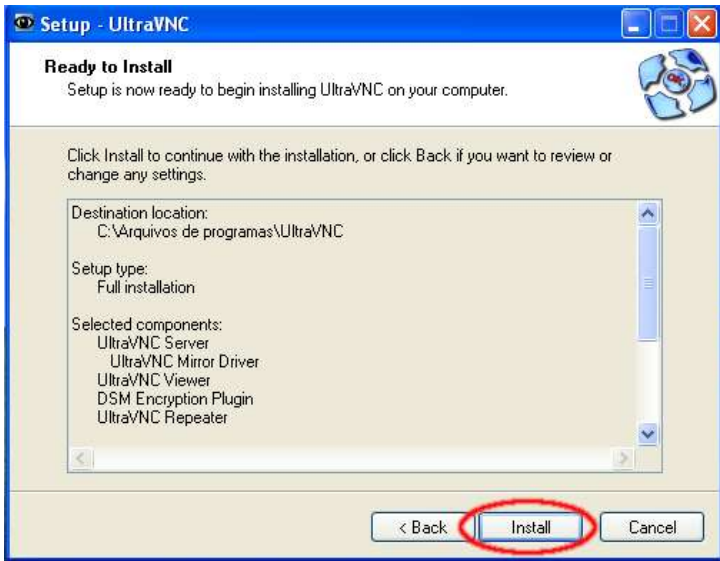 Setup - UltraVNC
Ready to Install
Setup is now ready to begin installing UltraVNC on your computer.
Click Install to continue with the installation, or click Back if you want to review or
change any settings.
Destination location:
C:\Arquivos de programas\UltraVNC
Setup type:
Full installation
Selected components:
UltraVNC Server
UltraVNC Mirror Driver
UltraVNC Viewer
DSM Encryption Plugin
UltraVNC Repeater
< Back
Install
Cancel